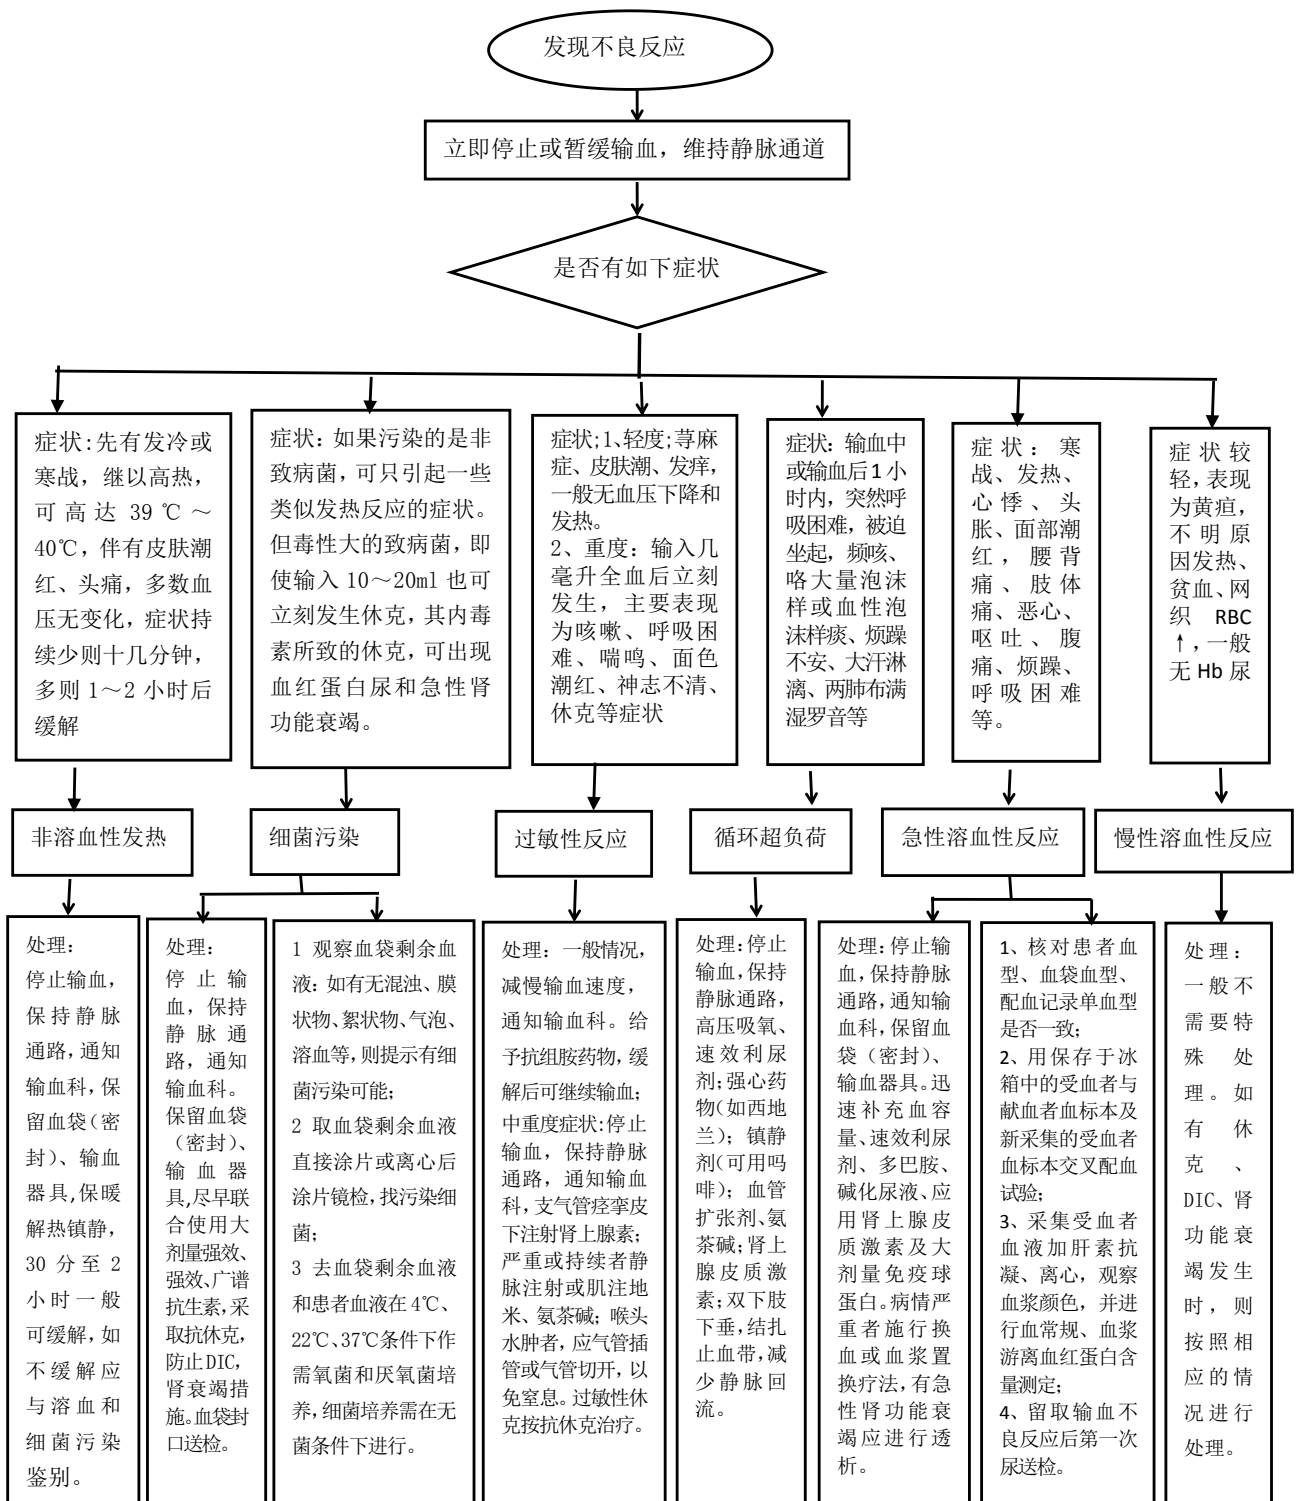 发现不良反应
立即停止或暂缓输血，维持静脉通道
是否有如下症状
症状:先有发冷或
寒战，继以高热，
可高达 39℃～
40℃，伴有皮肤潮
红、头痛，多数血
压无变化，症状持
续少则十几分钟，
多则 1～2 小时后
缓解
症状：如果污染的是非
致病菌，可只引起一些
类似发热反应的症状。
但毒性大的致病菌，即
使输入 10～20ml 也可
立刻发生休克，其内毒
素所致的休克，可出现
血红蛋白尿和急性肾
功能衰竭。
症状;1、轻度;荨麻
症、皮肤潮、发痒，
一般无血压下降和
发热。
2、重度：输入几
毫升全血后立刻
发生，主要表现
为咳嗽、呼吸困
难、喘鸣、面色
潮红、神志不清、
休克等症状
症状：输血中
或输血后 1 小
时内，突然呼
吸困难，被迫
坐起，频咳、
咯大量泡沫
样或血性泡
沫样痰、烦躁
不安、大汗淋
漓、两肺布满
湿罗音等
症状：寒
战、发热、
心悸、头
胀、面部潮
红，腰背
痛、肢体
痛、恶心、
呕吐、腹
痛、烦躁、
呼吸困难
等。
症状较
轻，表现
为黄疸，
不明原
因发热、
贫血、网
织 RBC
↑，一般
无 Hb 尿
非溶血性发热
细菌污染
过敏性反应
循环超负荷
急性溶血性反应
慢性溶血性反应
处理：
停止输血，
保持静脉
通路，通知
输血科，保
留血袋（密
封）、输血
器具,保暖
解热镇静，
30 分至 2
小时一般
可缓解，如
不缓解应
与溶血和
细菌污染
鉴别。
处理：
停止输
血，保持
静脉通
路，通知
输血科。
保留血袋
（密封）、
输血器
具,尽早联
合使用大
剂量强效、
强效、广谱
抗生素，采
取抗休克，
防止 DIC，
肾衰竭措
施。血袋封
口送检。
1 观察血袋剩余血
液：如有无混浊、膜
状物、絮状物、气泡、
溶血等，则提示有细
菌污染可能;
2 取血袋剩余血液
直接涂片或离心后
涂片镜检，找污染细
菌;
3 去血袋剩余血液
和患者血液在 4℃、
22℃、37℃条件下作
需氧菌和厌氧菌培
养，细菌培养需在无
菌条件下进行。
处理：一般情况，
减慢输血速度，
通知输血科。给
予抗组胺药物，缓
解后可继续输血;
中重度症状:停止
输血，保持静脉
通路，通知输血
科，支气管痉挛皮
下注射肾上腺素;
严重或持续者静
脉注射或肌注地
米、氨茶碱；喉头
水肿者，应气管插
管或气管切开，以
免窒息。过敏性休
克按抗休克治疗。
处理:停止
输血，保持
静脉通路，
高压吸氧、
速效利尿
剂;强心药
物(如西地
兰)；镇静
剂(可用吗
啡)；血管
扩张剂、氨
茶碱;肾上
腺皮质激
素;双下肢
下垂，结扎
止血带，减
少静脉回
流。
处理:停止输
血，保持静脉
通路，通知输
血科，保留血
袋（密封）、
输血器具。迅
速补充血容
量、速效利尿
剂、多巴胺、
碱化尿液、应
用肾上腺皮
质激素及大
剂量免疫球
蛋白。病情严
重者施行换
血或血浆置
换疗法，有急
性肾功能衰
竭应进行透
析。
1、核对患者血
型、血袋血型、
配血记录单血型
是否一致;
2、用保存于冰
箱中的受血者与
献血者血标本及
新采集的受血者
血标本交叉配血
试验;
3、采集受血者
血液加肝素抗
凝、离心，观察
血浆颜色，并进
行血常规、血浆
游离血红蛋白含
量测定;
4、留取输血不
良反应后第一次
尿送检。
处理：
一般不
需要特
殊处
理。如
有休
克、
DIC、肾
功能衰
竭发生
时，则
按照相
应的情
况进行
处理。